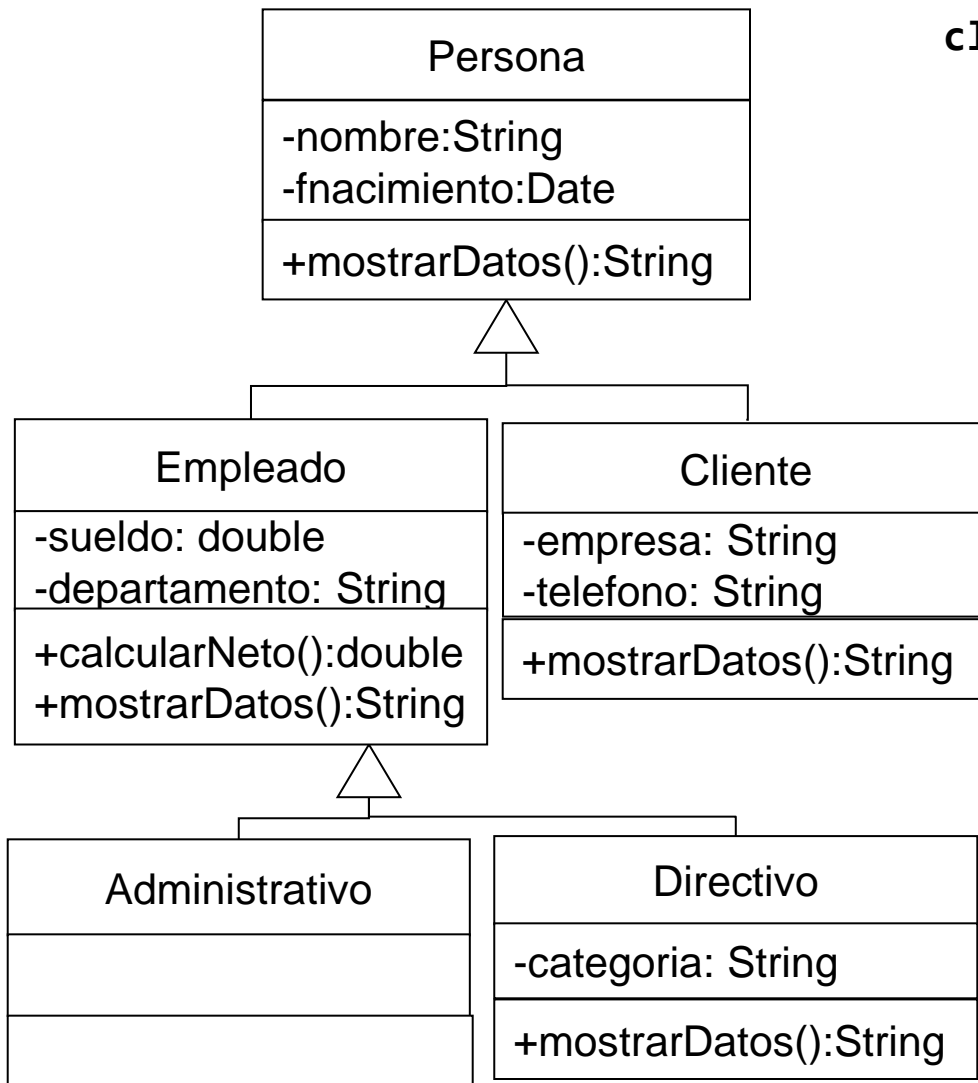 Persona
cl
-nombre:String
-fnacimiento:Date
+mostrarDatos():String
Empleado
-sueldo: double
-departamento: String
+calcularNeto():double
+mostrarDatos():String
Cliente
-empresa: String
-telefono: String
+mostrarDatos():String
Administrativo
Directivo
-categoria: String
+mostrarDatos():String